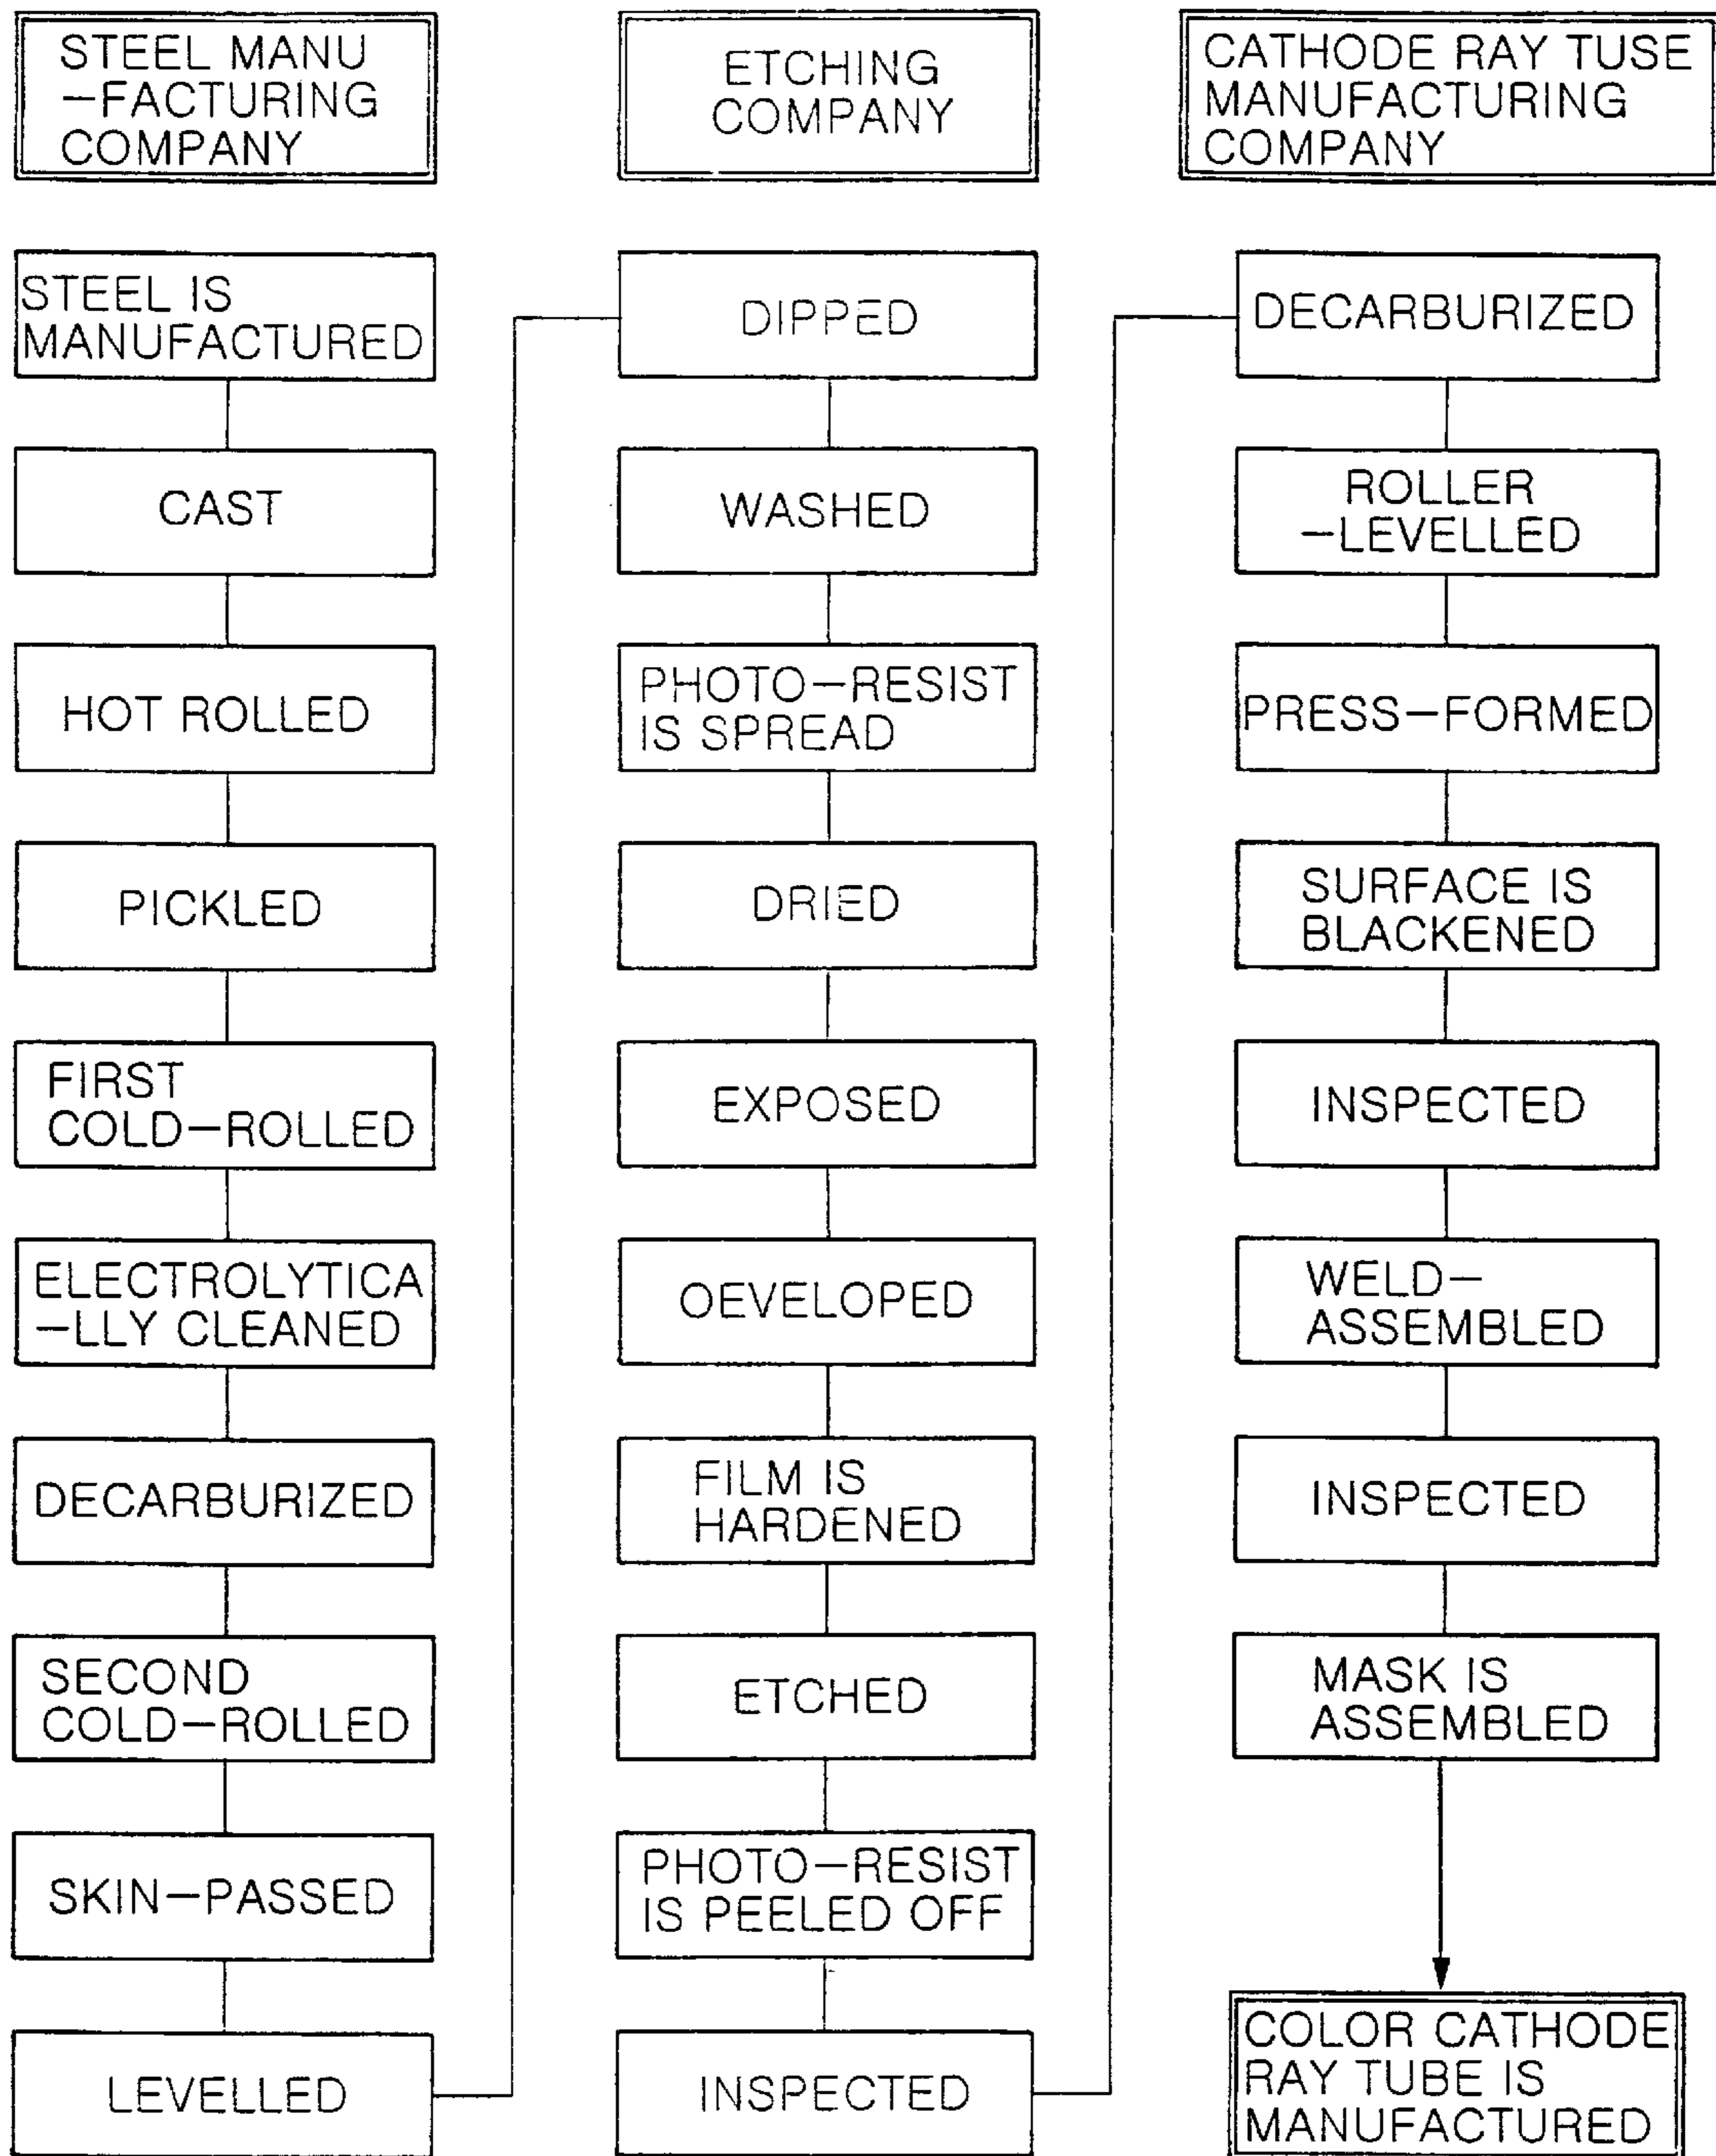 STEEL MANU
-FACTURING
COMPANY
ETCHING
COMPANY
CATHODE RAY TUSE
MANUFACTURING
COMPANY
STEEL IS
MANUFACTURED
CAST
HOT ROLLED
PICKLED
FIRST
COLD-ROLLED
ELECTROLYTICA
-LLY CLEANED
DECARBURIZED
SECOND
COLD-ROLLED
SKIN-PASSED
LEVELLED
DIPPED
WASHED
PHOTO-RESIST
IS SPREAD
DRIED
EXPOSED
OEVELOPED
FILM IS
HARDENED
ETCHED
PHOTO-RESIST
IS PEELED OFF
INSPECTED
DECARBURIZED
ROLLER
-LEVELLED
PRESS-FORMED
SURFACE IS
BLACKENED
INSPECTED
WELD-
ASSEMBLED
INSPECTED
MASK IS
ASSEMBLED
COLOR CATHODE
RAY TUBE IS
MANUFACTURED